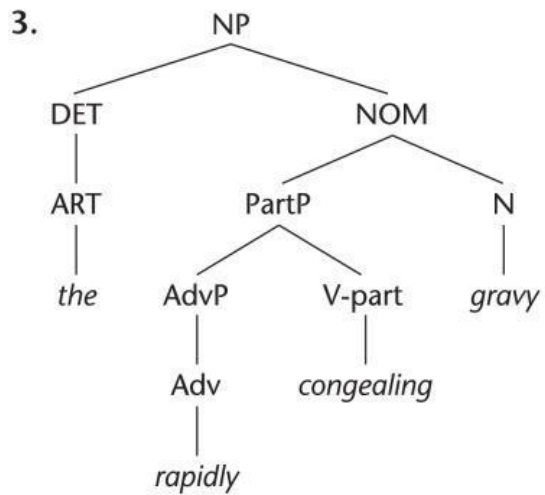 3. NP
DET NOM
ART PartP N
the AdvP V-part gravy
Adv congealing
rapidly